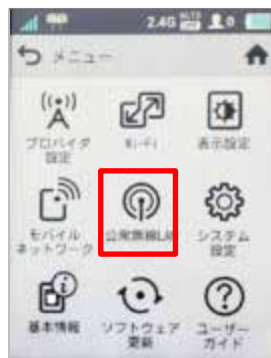 2.4G 0
メニュー
プロバイダ
設定
Wi-Fi
表示設定
モバイル
ネットワーク
公衆無線LAN
システム
設定
基本情報
ソフトウェア
更新
ユーザー
ガイド